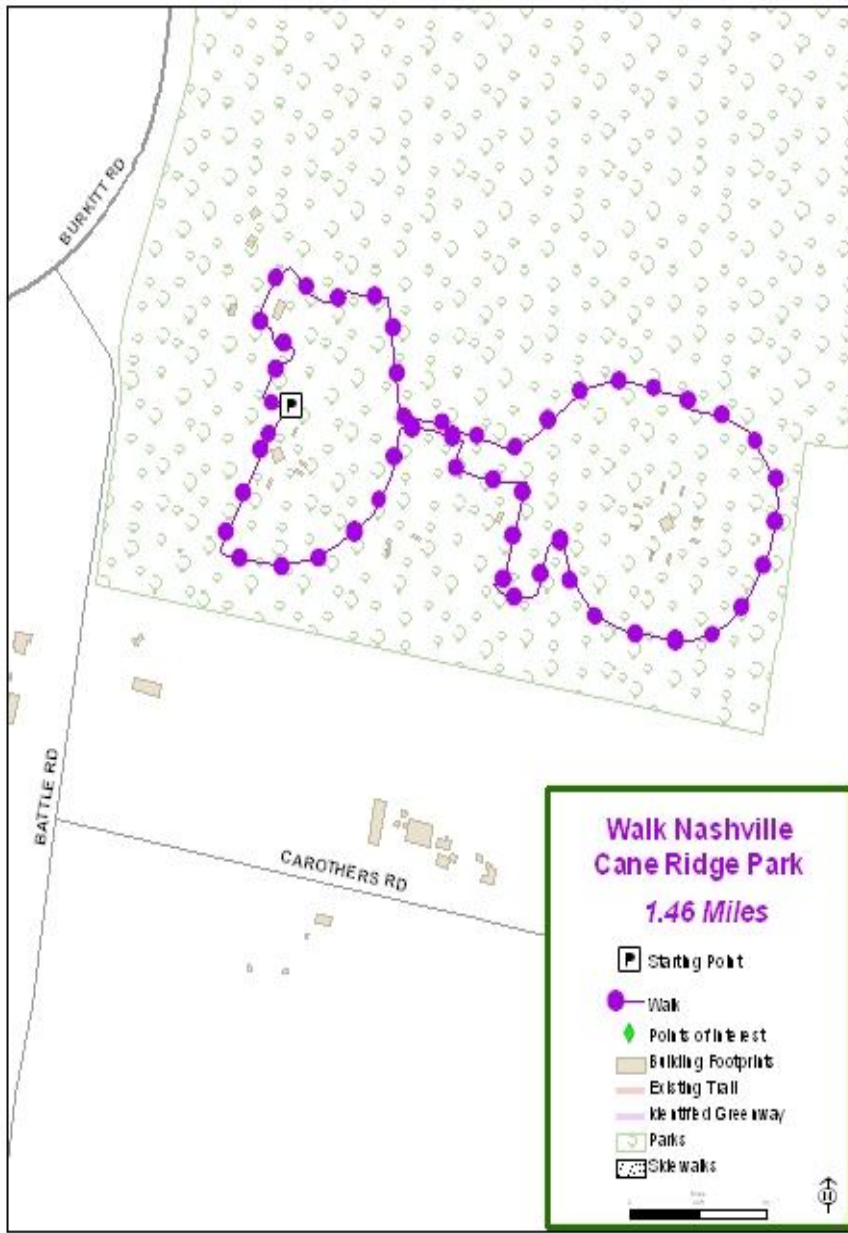 BURKITT RD
P
BATTLE RD
CAROTHERS RD
Walk Nashville
Cane Ridge Park
1.46 Miles
P Starting Point
Walk
Points of Interest
Building Footprints
Existing Trail
Identified Greenway
Parks
Sidewalks